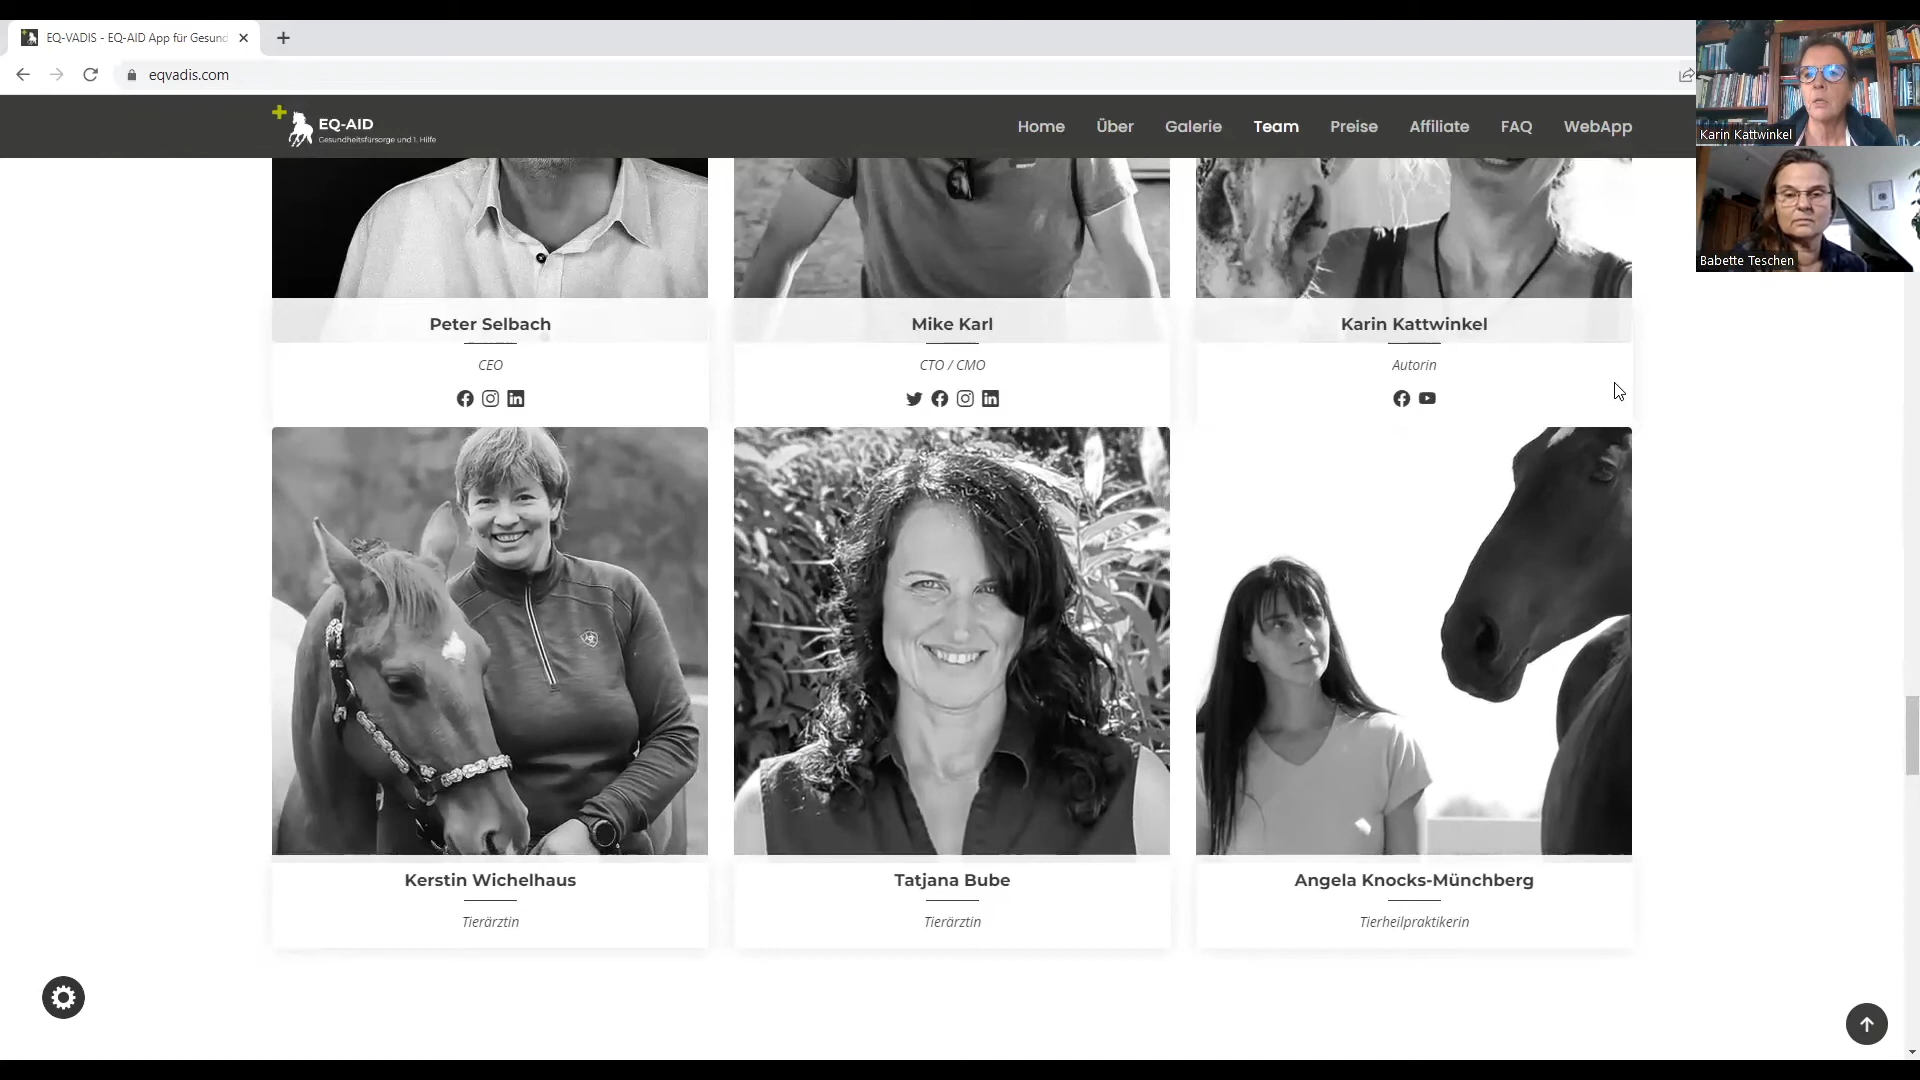 EQ-VADIS - EQ-AID App für Gesund
eqvadis.com
EQ-AID
Gesundheitsfürsorge und 1. Hilfe
Home Über Galerie Team Preise Affiliate FAQ WebApp
Karin Kattwinkel
Babette Teschen
Peter Selbach
CEO
Mike Karl
CTO / CMO
Karin Kattwinkel
Autorin
Kerstin Wichelhaus
Tierärztin
Tatjana Bube
Tierärztin
Angela Knocks-Münchberg
Tierheilpraktikerin